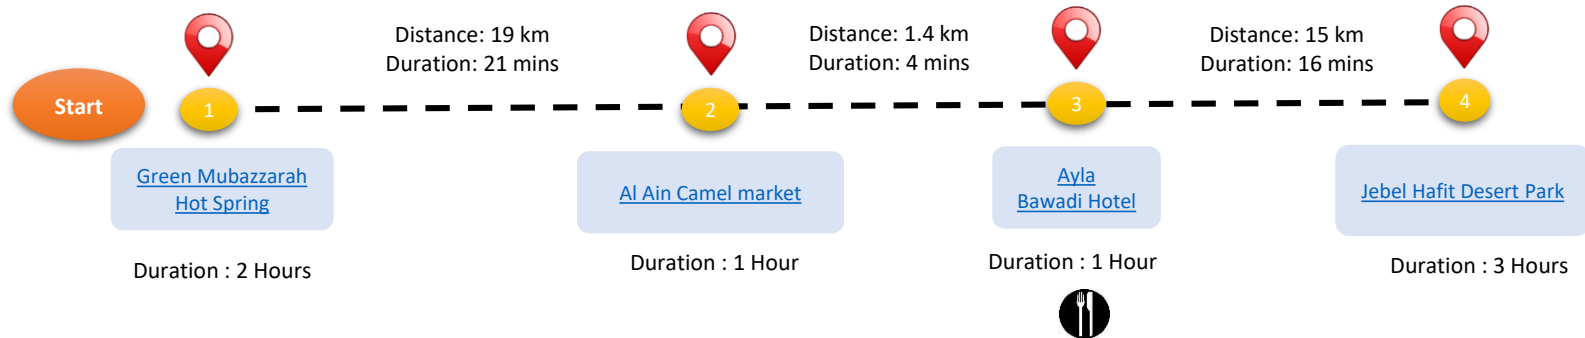 Distance: 19 km
Duration: 21 mins
Distance: 1.4 km
Duration: 4 mins
Distance: 15 km
Duration: 16 mins
Start
1
2
3
4
Green Mubazzarah
Hot Spring
Al Ain Camel market
Ayla
Bawadi Hotel
Jebel Hafit Desert Park
Duration : 2 Hours
Duration : 1 Hour
Duration : 1 Hour
Duration : 3 Hours